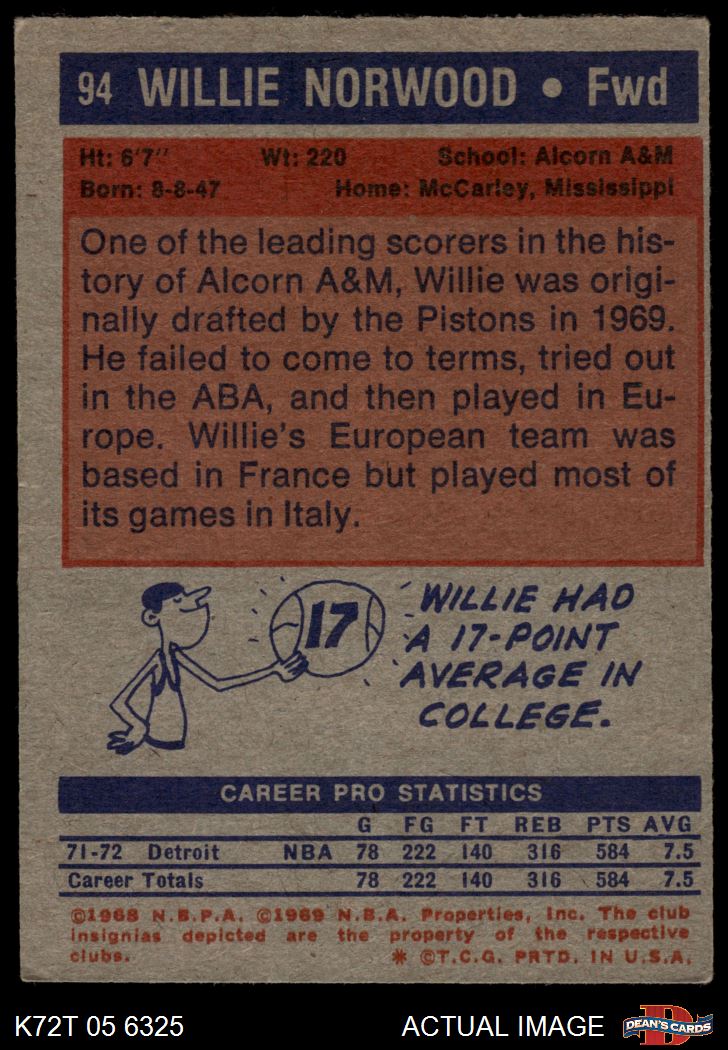 94 WILLIE NORWOOD • Fwd
Ht: 6'7" Wt: 220 School: Alcorn A&M
Born: 8-8-47 Home: McCarley, Mississippi
One of the leading scorers in the his-
tory of Alcorn A&M, Willie was origi-
nally drafted by the Pistons in 1969.
He failed to come to terms, tried out
in the ABA, and then played in Eu-
rope. Willie's European team was
based in France but played most of
its games in Italy.
17
WILLIE HAD
A 17-POINT
AVERAGE IN
COLLEGE.
CAREER PRO STATISTICS
G FG FT REB PTS AVG
71-72 Detroit NBA 78 222 140 316 584 7.5
Career Totals 78 222 140 316 584 7.5
©1968 N.B.P.A. ©1969 N.B.A. Properties, Inc. The club
insignias depicted are the property of the respective
clubs. * ©T.C.G. PRTD. IN U.S.A.
K72T 05 6325 ACTUAL IMAGE
D
DEAN'S CARDS